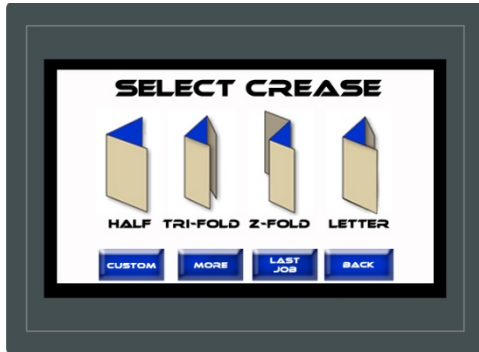 SELECT CREASE
HALF TRI-FOLD Z-FOLD LETTER
CUSTOM MORE LAST JOB BACK